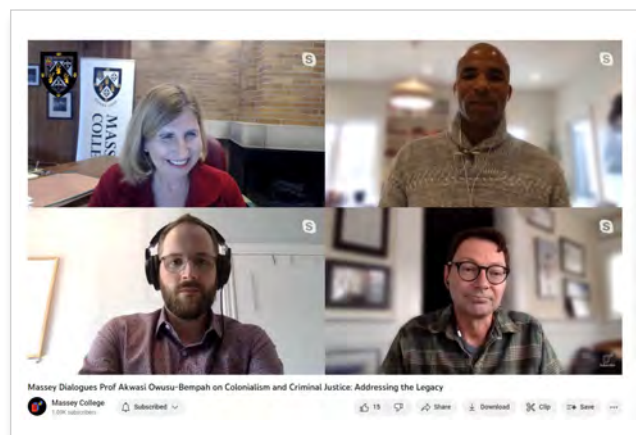 MASSEY
COLLEGE
Massey Dialogues Prof Akwasi Owusu-Bempah on Colonialism and Criminal Justice: Addressing the Legacy
Massey College
Subscribed
15
Share
Download
Clip
Save